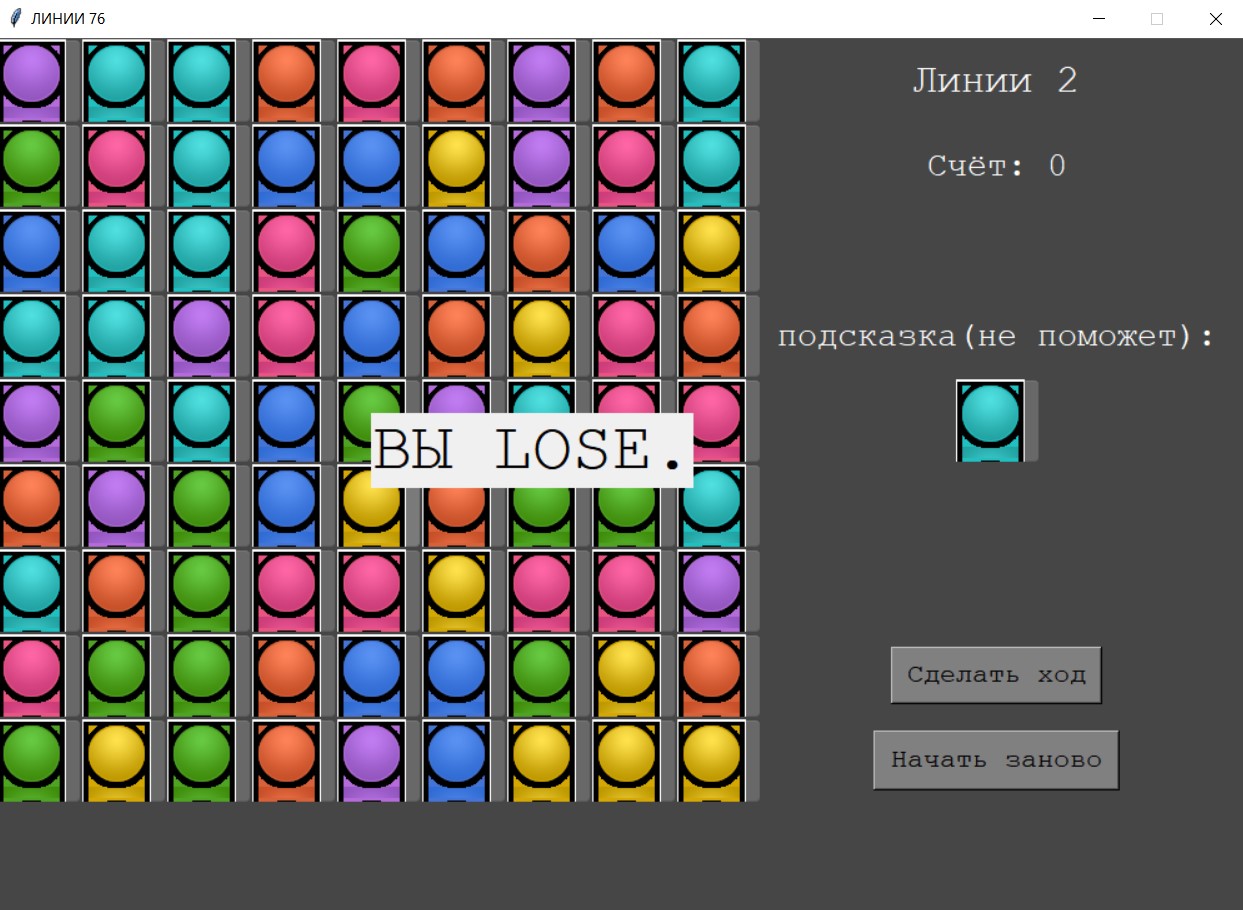 ЛИНИИ 76
Линии 2
Счёт: 0
подсказка(не поможет):
ВЫ LOSE.
Сделать ход
Начать заново